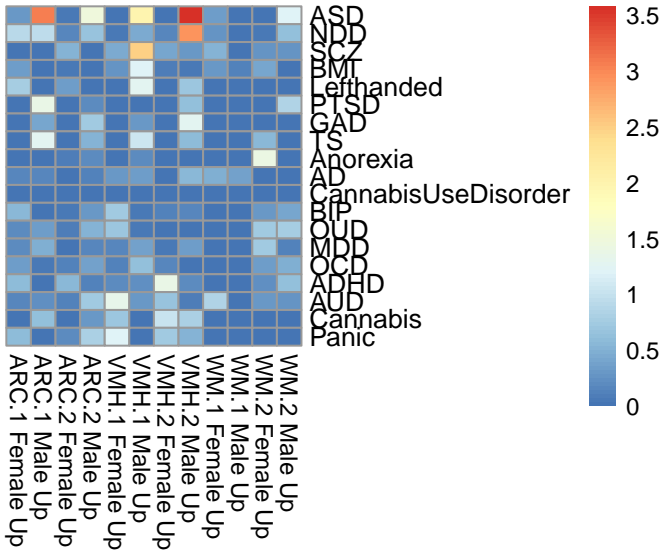 ASD
NDD
SCZ
BMI
Lefthanded
PTSD
GAD
TS
Anorexia
AD
CannabisUseDisorder
BIP
OUD
MDD
OCD
ADHD
AUD
Cannabis
Panic
3.5
3
2.5
2
1.5
1
0.5
0
ARC.1 Female Up
ARC.1 Male Up
ARC.2 Female Up
ARC.2 Male Up
VMH.1 Female Up
VMH.1 Male Up
VMH.2 Female Up
VMH.2 Male Up
WM.1 Female Up
WM.1 Male Up
WM.2 Female Up
WM.2 Male Up